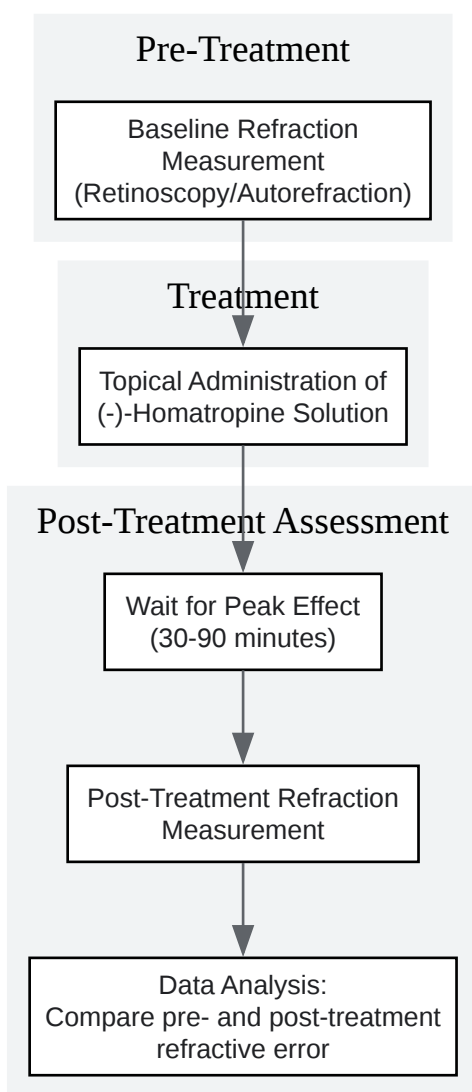 Pre-Treatment
Baseline Refraction
Measurement
(Retinoscopy/Autorefraction)
Treatment
Topical Administration of
(-)-Homatropine Solution
Post-Treatment Assessment
Wait for Peak Effect
(30-90 minutes)
Post-Treatment Refraction
Measurement
Data Analysis:
Compare pre- and post-treatment
refractive error